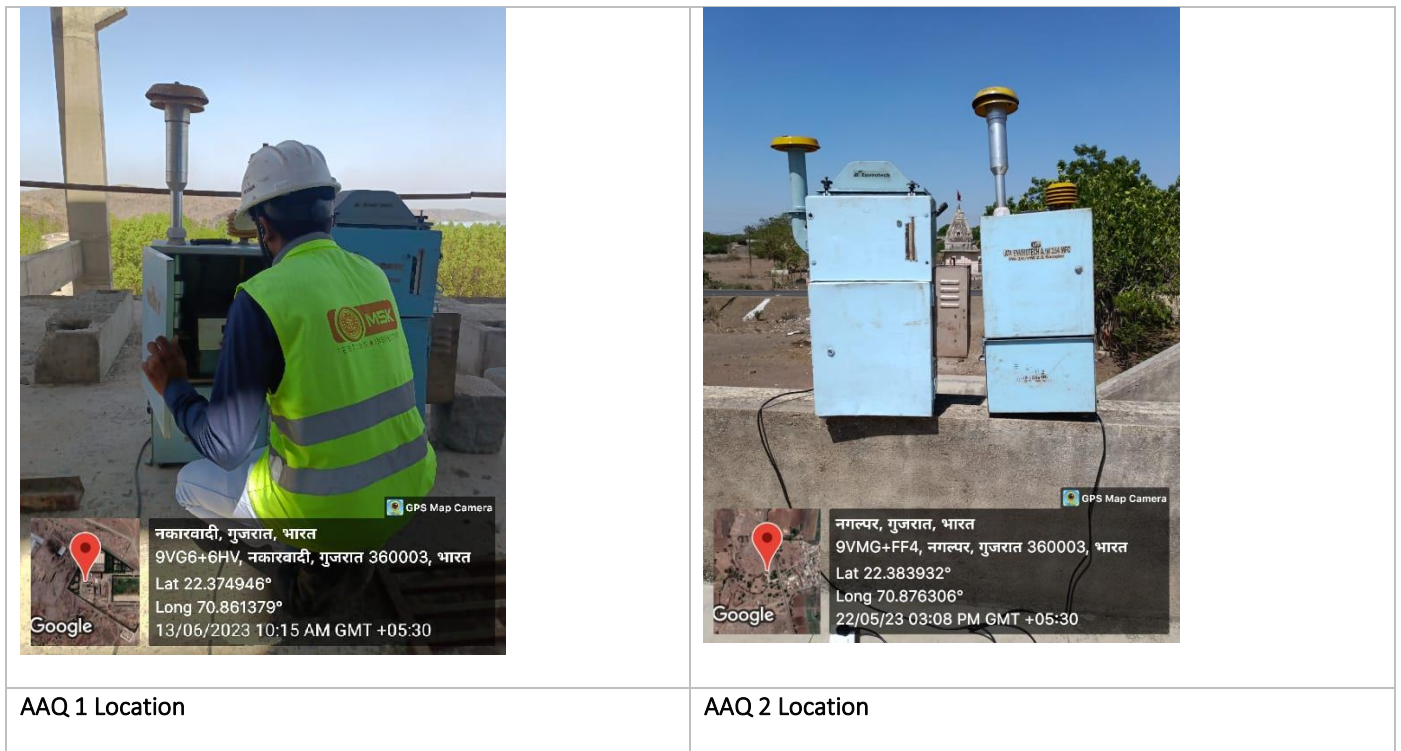 MSK
GPS Map Camera
नकारवादी, गुजरात, भारत
9VG6+6HV, नकारवादी, गुजरात 360003, भारत
Lat 22.374946°
Long 70.861379°
13/06/2023 10:15 AM GMT +05:30
Google
Envirotech
GPS Map Camera
नगल्पर, गुजरात, भारत
9VMG+FF4, नगल्पर, गुजरात 360003, भारत
Lat 22.383932°
Long 70.876306°
22/05/23 03:08 PM GMT +05:30
Google
AAQ 1 Location
AAQ 2 Location